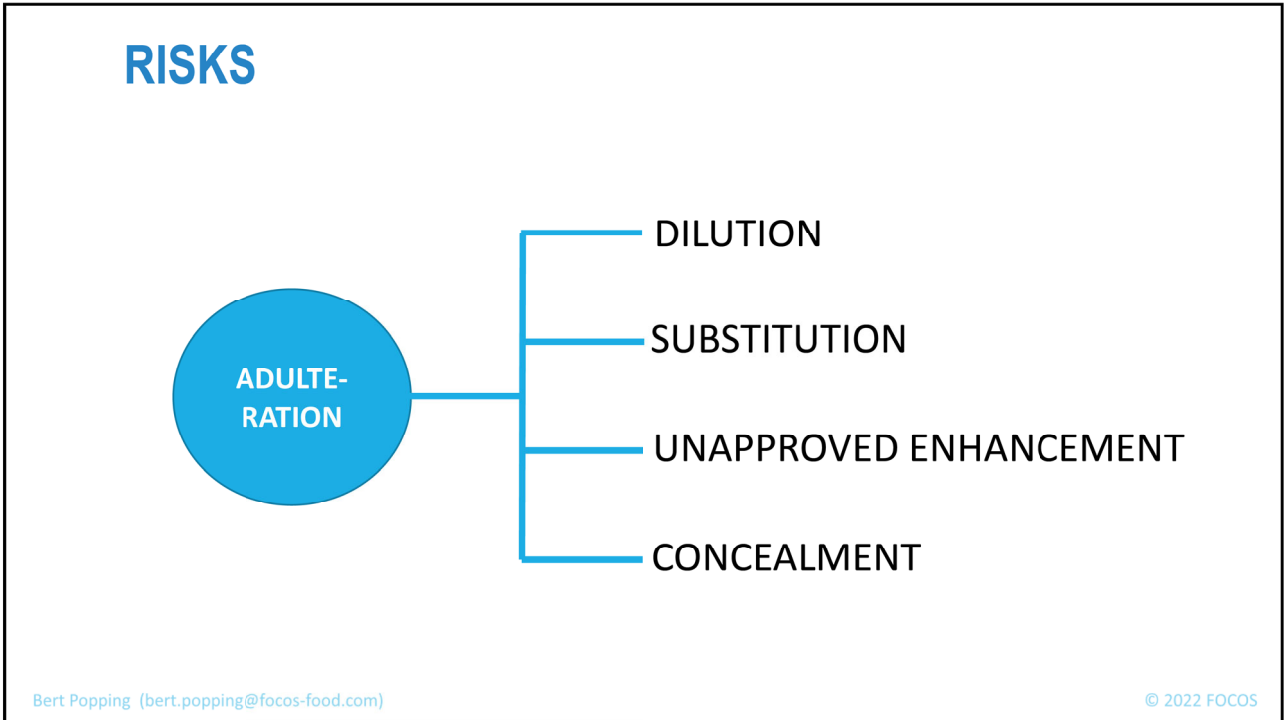 RISKS
DILUTION
SUBSTITUTION
ADULTE-
RATION
UNAPPROVED ENHANCEMENT
CONCEALMENT
Bert Popping (bert.popping@focos-food.com)
© 2022 FOCOS